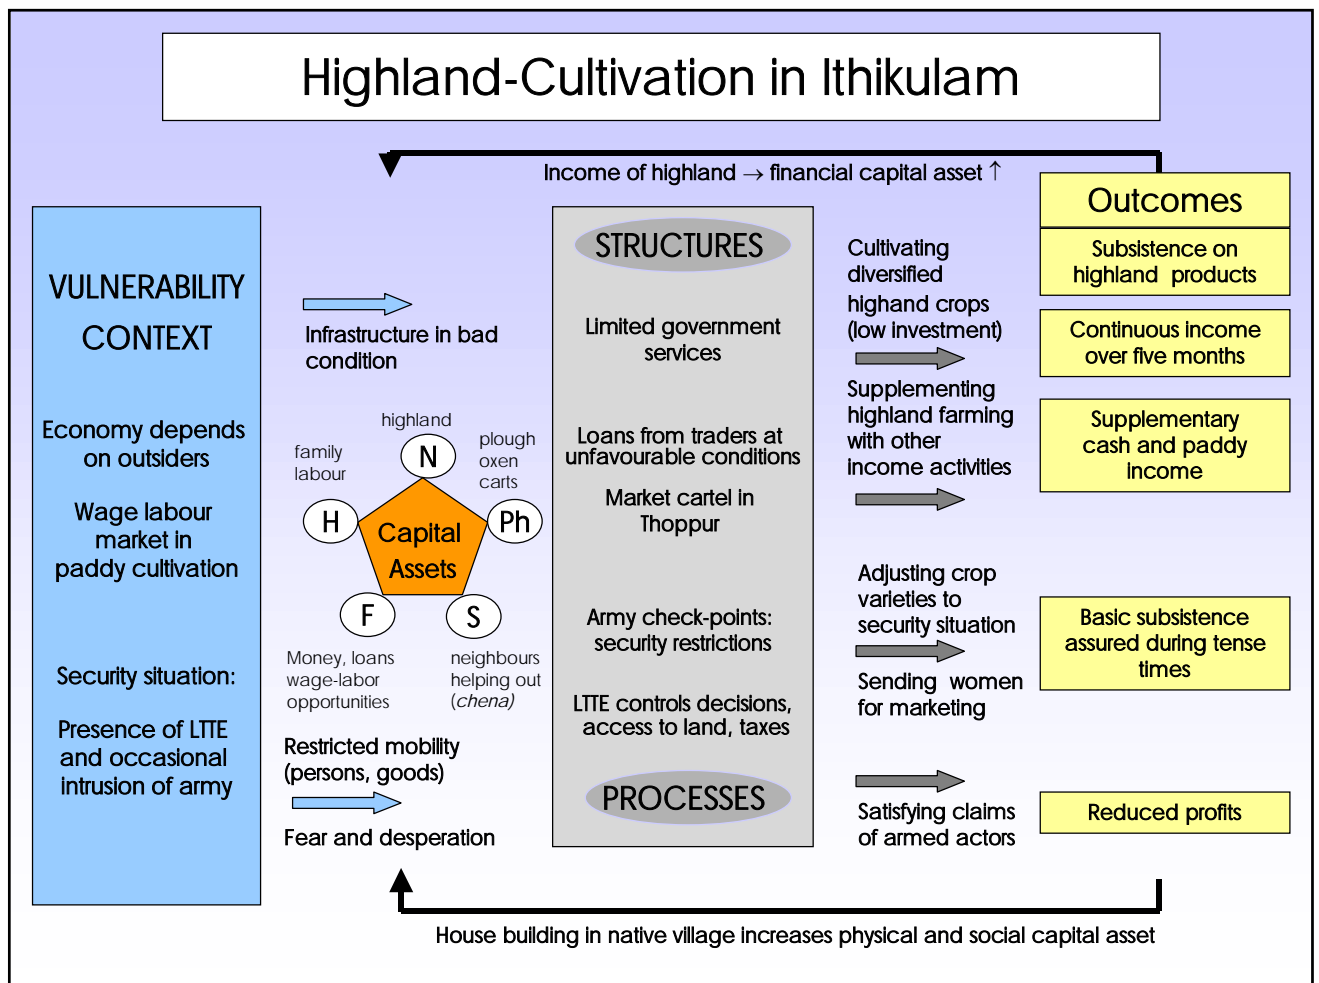 Highland-Cultivation in Ithikulam
Income of highland → financial capital asset ↑
VULNERABILITY
CONTEXT
Economy depends
on outsiders
Wage labour
market in
paddy cultivation
Security situation:
Presence of LTTE
and occasional
intrusion of army
Infrastructure in bad
condition
highland
family
labour
plough
oxen
carts
N
H
Ph
Capital
Assets
F
S
Money, loans
wage-labor
opportunities
neighbours
helping out
(chena)
Restricted mobility
(persons, goods)
Fear and desperation
STRUCTURES
Limited government
services
Loans from traders at
unfavourable conditions
Market cartel in
Thoppur
Army check-points:
security restrictions
LTTE controls decisions,
access to land, taxes
PROCESSES
Cultivating
diversified
highand crops
(low investment)
Supplementing
highland farming
with other
income activities
Adjusting crop
varieties to
security situation
Sending women
for marketing
Satisfying claims
of armed actors
Outcomes
Subsistence on
highland products
Continuous income
over five months
Supplementary
cash and paddy
income
Basic subsistence
assured during tense
times
Reduced profits
House building in native village increases physical and social capital asset